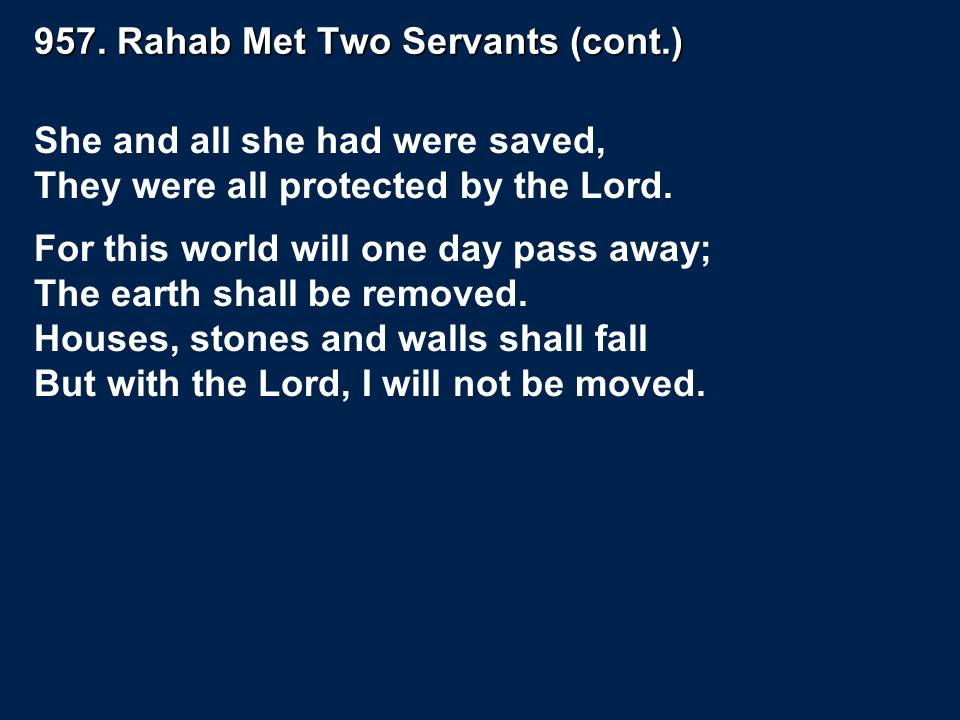 957. Rahab Met Two Servants (cont.)
She and all she had were saved,
They were all protected by the Lord.
For this world will one day pass away;
The earth shall be removed.
Houses, stones and walls shall fall
But with the Lord, I will not be moved.